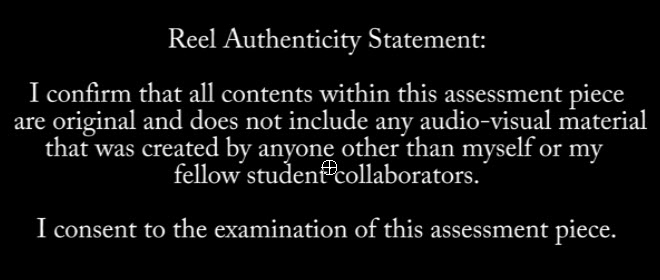 Reel Authenticity Statement:
I confirm that all contents within this assessment piece
are original and does not include any audio-visual material
that was created by anyone other than myself or my
fellow student collaborators.
I consent to the examination of this assessment piece.